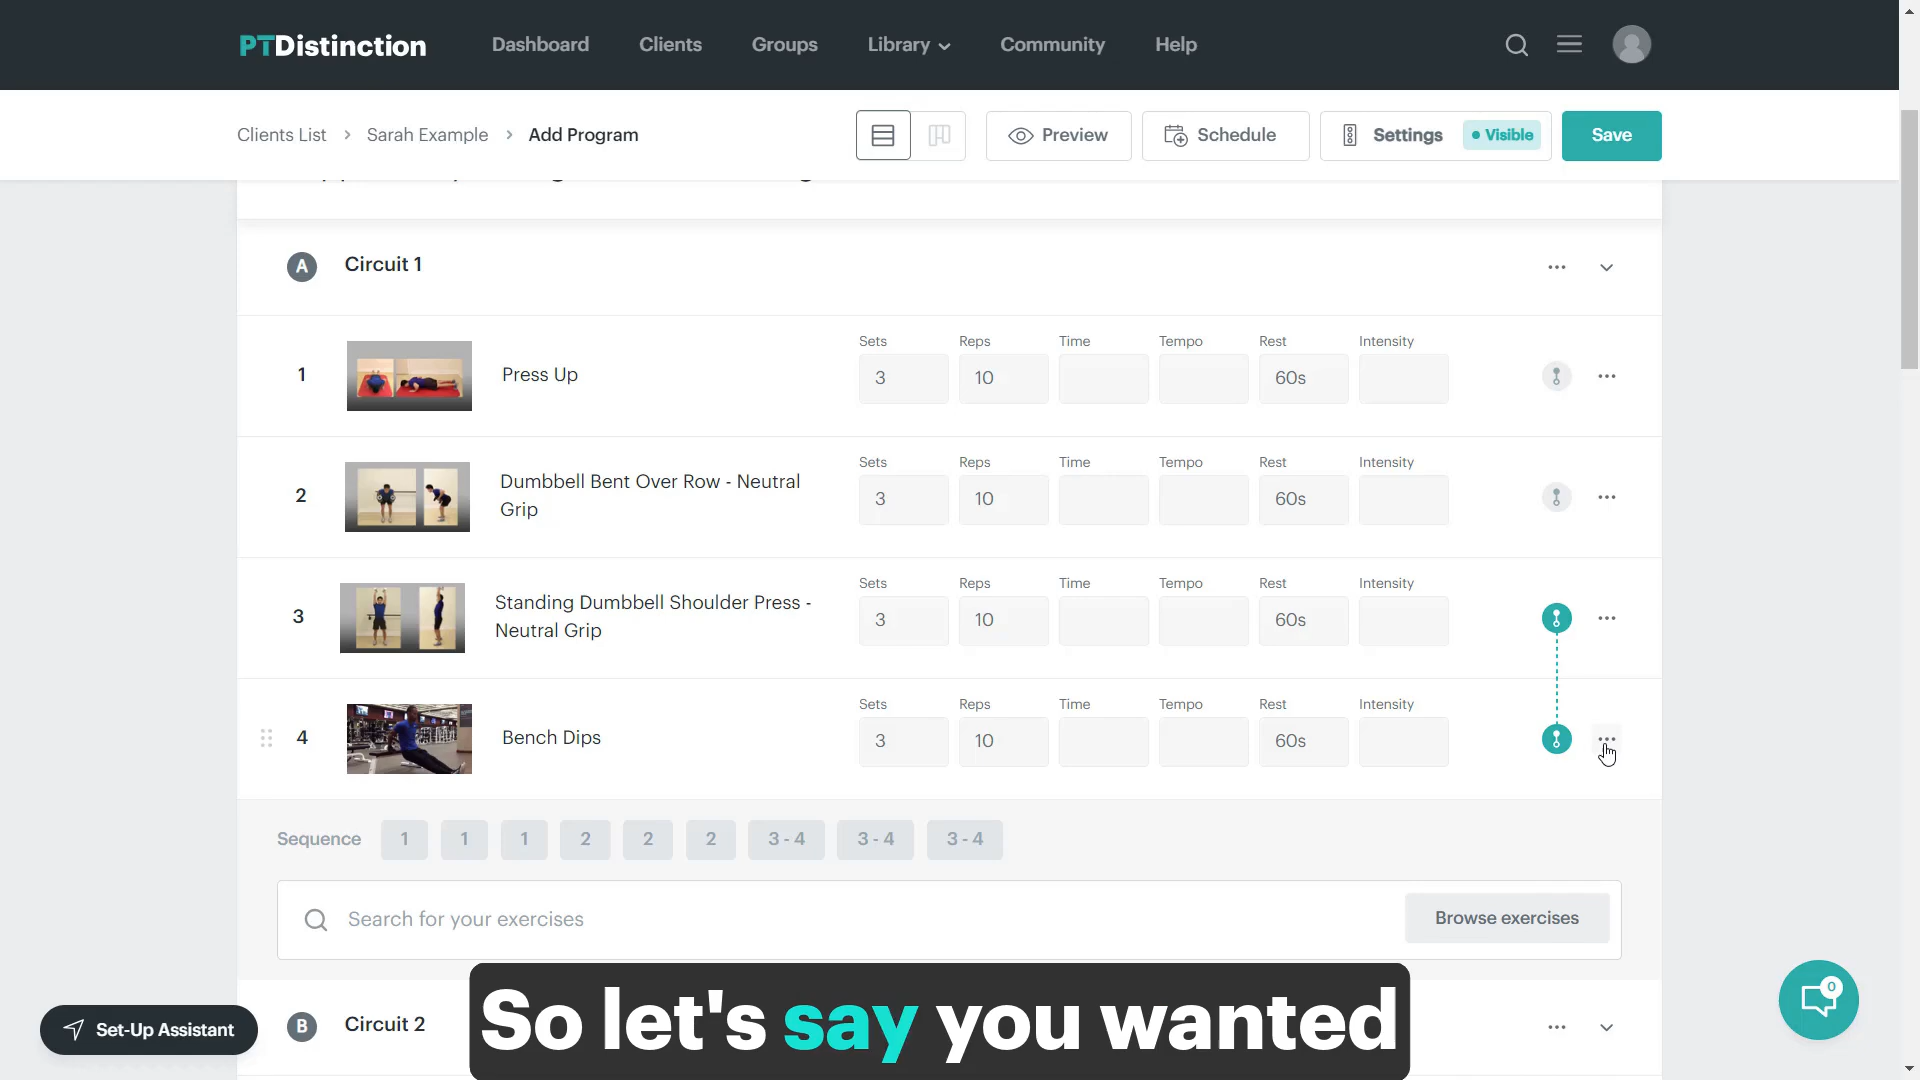 PTDistinction Dashboard Clients Groups Library Community Help
Clients List > Sarah Example > Add Program Preview Schedule Settings • Visible Save
A Circuit 1 ...
Sets Reps Time Tempo Rest Intensity
1 Press Up 3 10 60s ...
Sets Reps Time Tempo Rest Intensity
2 Dumbbell Bent Over Row - Neutral 3 10 60s ...
Grip
Sets Reps Time Tempo Rest Intensity
3 Standing Dumbbell Shoulder Press - 3 10 60s ...
Neutral Grip
Sets Reps Time Tempo Rest Intensity
4 Bench Dips 3 10 60s ...
Sequence 1 1 1 2 2 2 3 - 4 3 - 4 3 - 4
Search for your exercises Browse exercises
0
Set-Up Assistant B Circuit 2 ...
So let's say you wanted